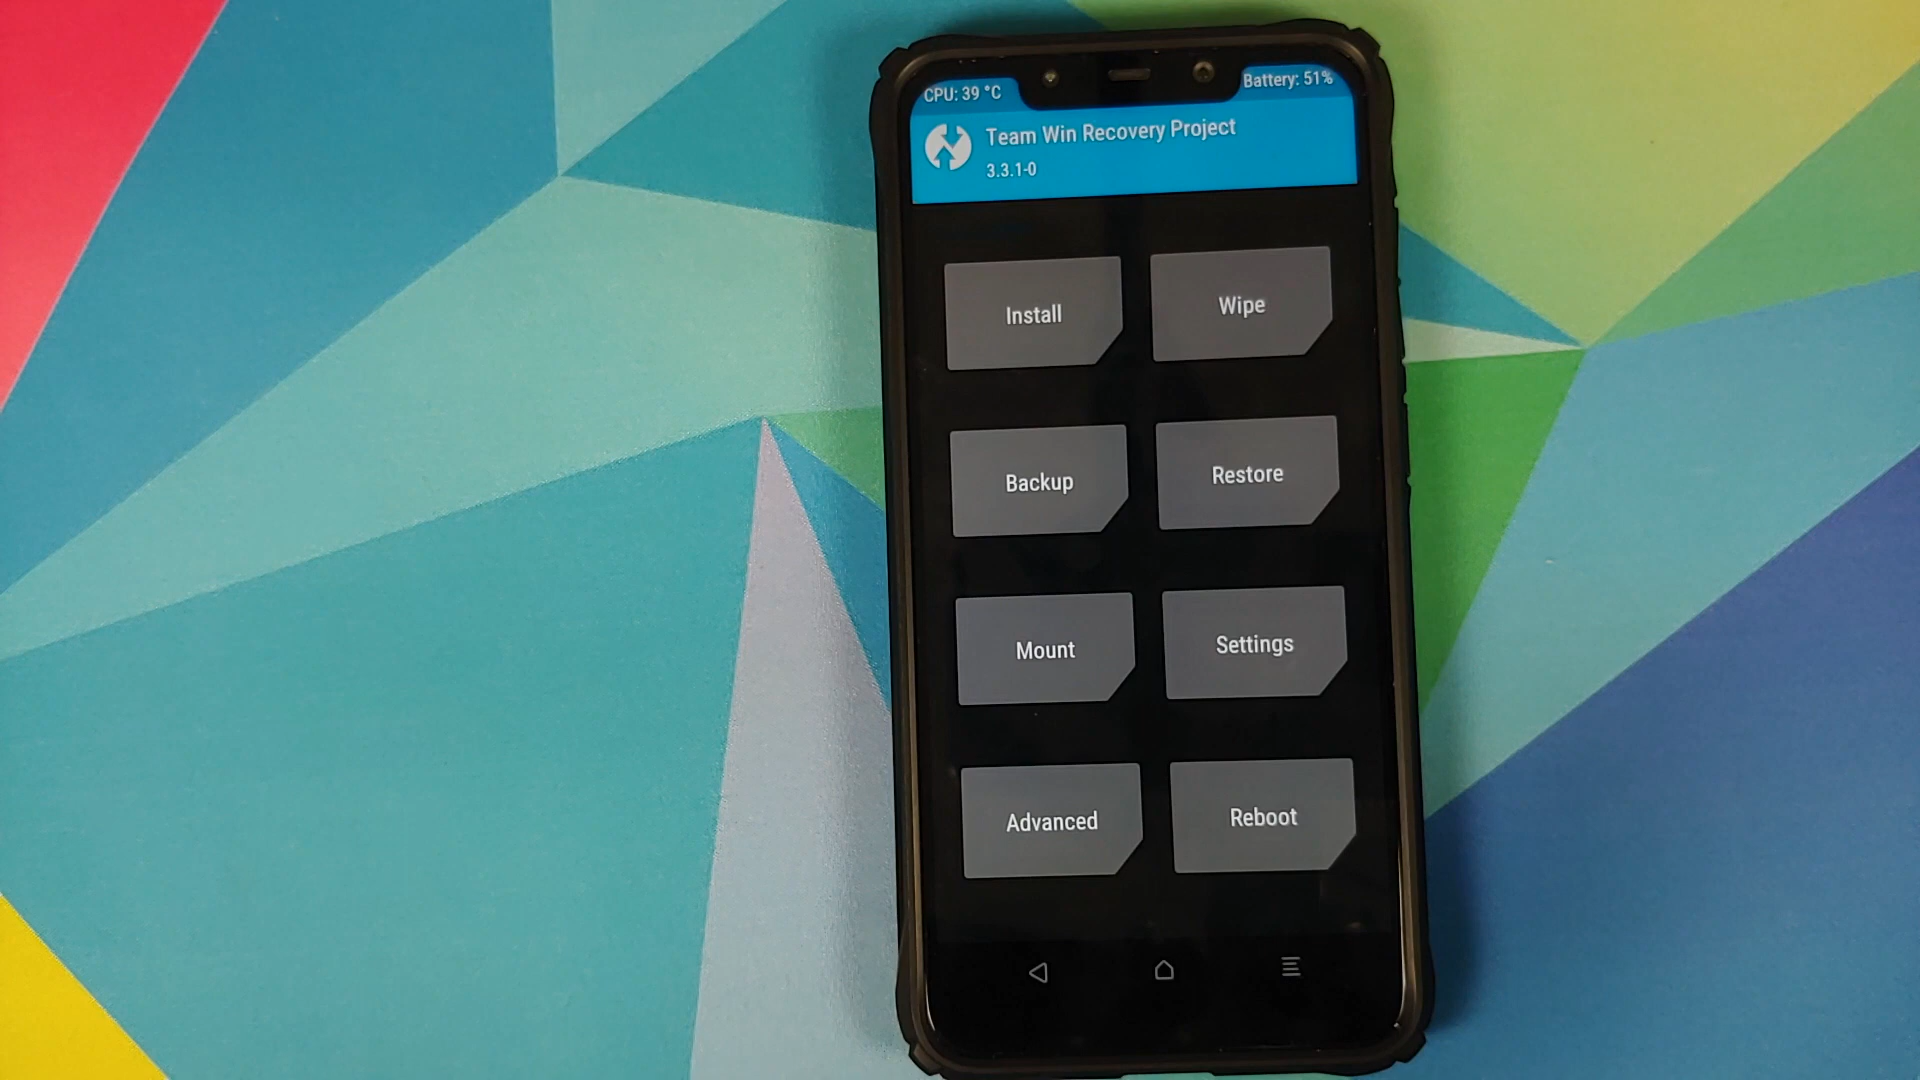 CPU: 39 °C
Battery: 51%
Team Win Recovery Project
3.3.1-0
Install
Wipe
Backup
Restore
Mount
Settings
Advanced
Reboot